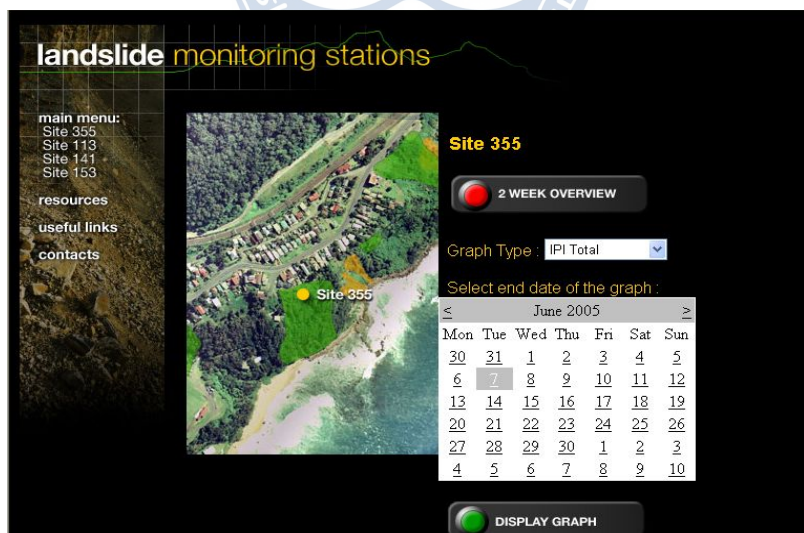 landslide monitoring stations
main menu:
Site 355
Site 113
Site 141
Site 153
resources
useful links
contacts
Site 355
Site 355
2 WEEK OVERVIEW
Graph Type : IPI Total
Select end date of the graph :
< June 2005 >
Mon Tue Wed Thu Fri Sat Sun
30 31 1 2 3 4 5
6 7 8 9 10 11 12
13 14 15 16 17 18 19
20 21 22 23 24 25 26
27 28 29 30 1 2 3
4 5 6 7 8 9 10
DISPLAY GRAPH